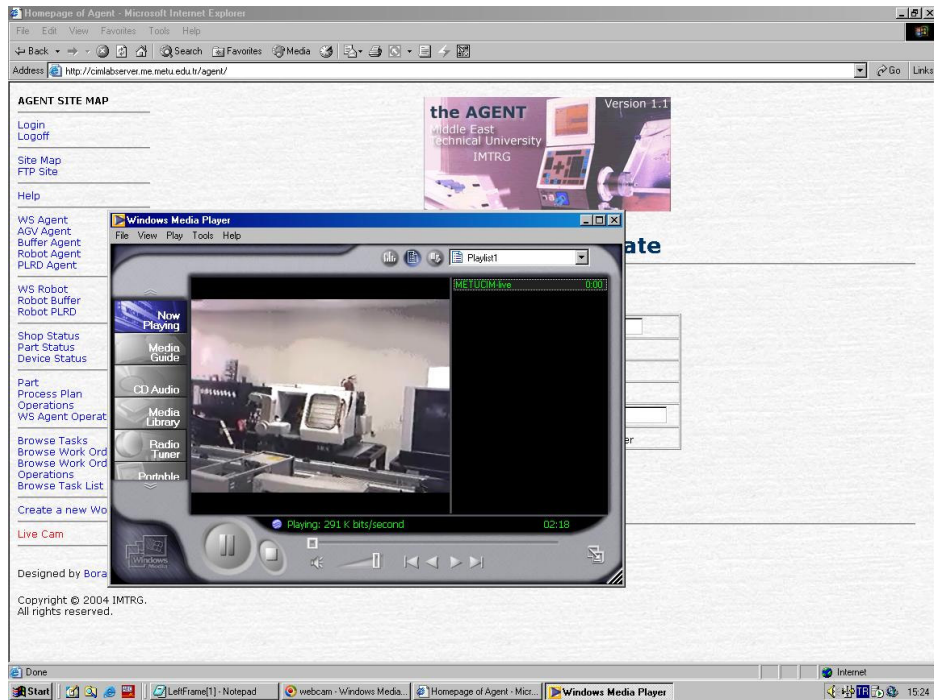 Homepage of Agent - Microsoft Internet Explorer
File Edit View Favorites Tools Help
Back Search Favorites Media
Address http://cimlabserver.me.metu.edu.tr/agent/ Go Links
AGENT SITE MAP
Login
Logoff
Site Map
FTP Site
Help
WS Agent
AGV Agent
Buffer Agent
Robot Agent
PLRD Agent
WS Robot
Robot Buffer
Robot PLRD
Shop Status
Part Status
Device Status
Part
Process Plan
Operations
WS Agent Operat
Browse Tasks
Browse Work Ord
Browse Work Ord
Operations
Browse Task List
Create a new Wo
Live Cam
Designed by Bora
Copyright © 2004 IMTRG.
All rights reserved.
the AGENT Version 1.1
Middle East
Technical University
IMTRG
ate
er
Windows Media Player
File View Play Tools Help
Playlist1
METUCIM-live 0:00
Now
Playing
Media
Guide
CD Audio
Media
Library
Radio
Tuner
Portable
Playing: 291 K bits/second 02:18
Windows
Media
Done Internet
Start LeftFrame[1] - Notepad webcam - Windows Media... Homepage of Agent - Micr... Windows Media Player TR 15:24